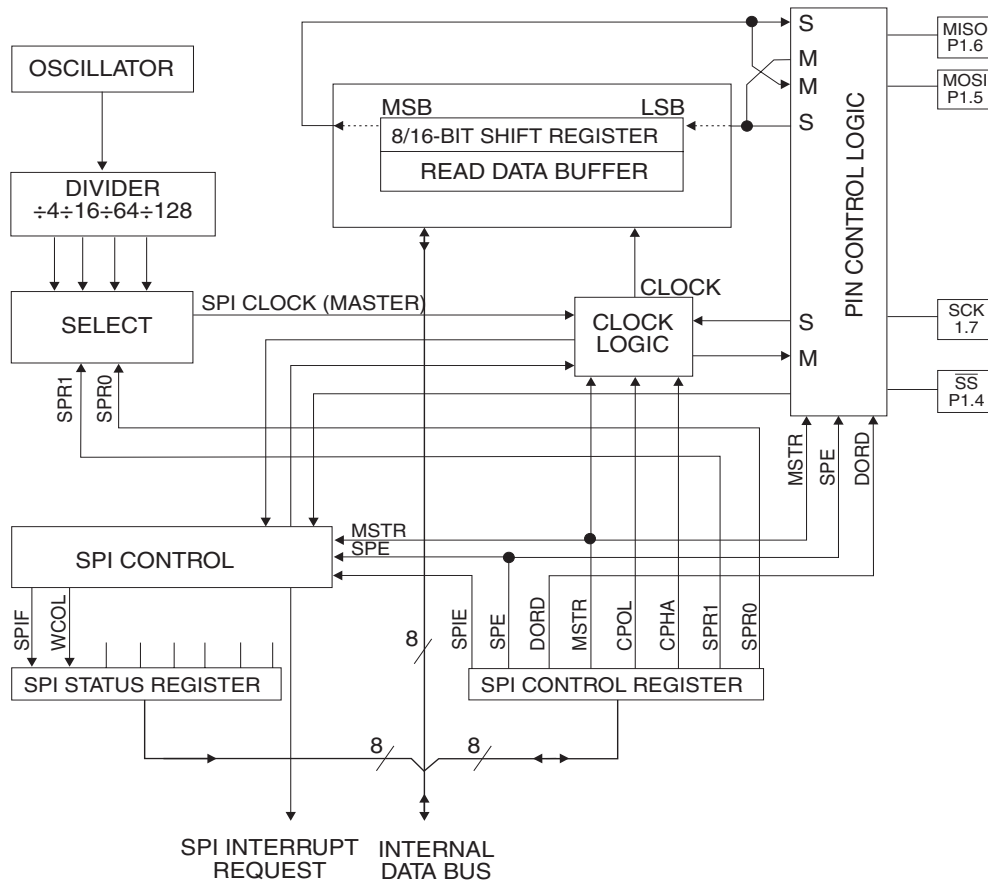 S
MISO
P1.6
OSCILLATOR
M
MOSI
P1.5
M
MSB
LSB
S
8/16-BIT SHIFT REGISTER
READ DATA BUFFER
PIN CONTROL LOGIC
DIVIDER
÷4÷16÷64÷128
CLOCK
SPI CLOCK (MASTER)
SELECT
CLOCK
LOGIC
S
M
SCK
1.7
SS
P1.4
SPR1
SPR0
MSTR
SPE
DORD
MSTR
SPE
SPI CONTROL
SPIF
WCOL
8
SPIE
SPE
DORD
MSTR
CPOL
CPHA
SPR1
SPR0
SPI STATUS REGISTER
SPI CONTROL REGISTER
8
8
SPI INTERRUPT
REQUEST
INTERNAL
DATA BUS